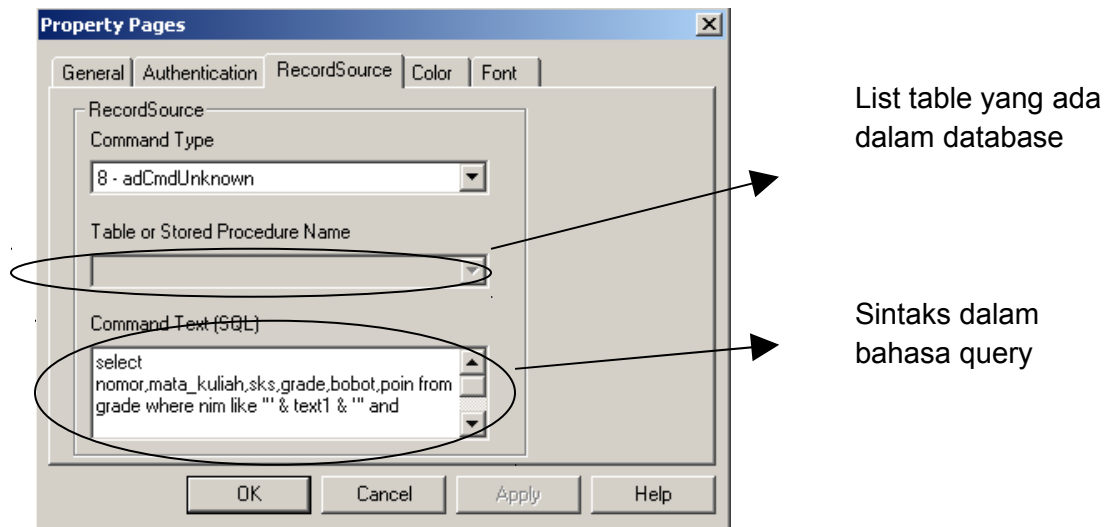 Property Pages
General Authentication RecordSource Color Font
RecordSource
Command Type
8 - adCmdUnknown
Table or Stored Procedure Name
Command Text (SQL)
select
nomor,mata_kuliah,sks,grade,bobot,poin from
grade where nim like "' & text1 & '" and
OK Cancel Apply Help
List table yang ada
dalam database
Sintaks dalam
bahasa query